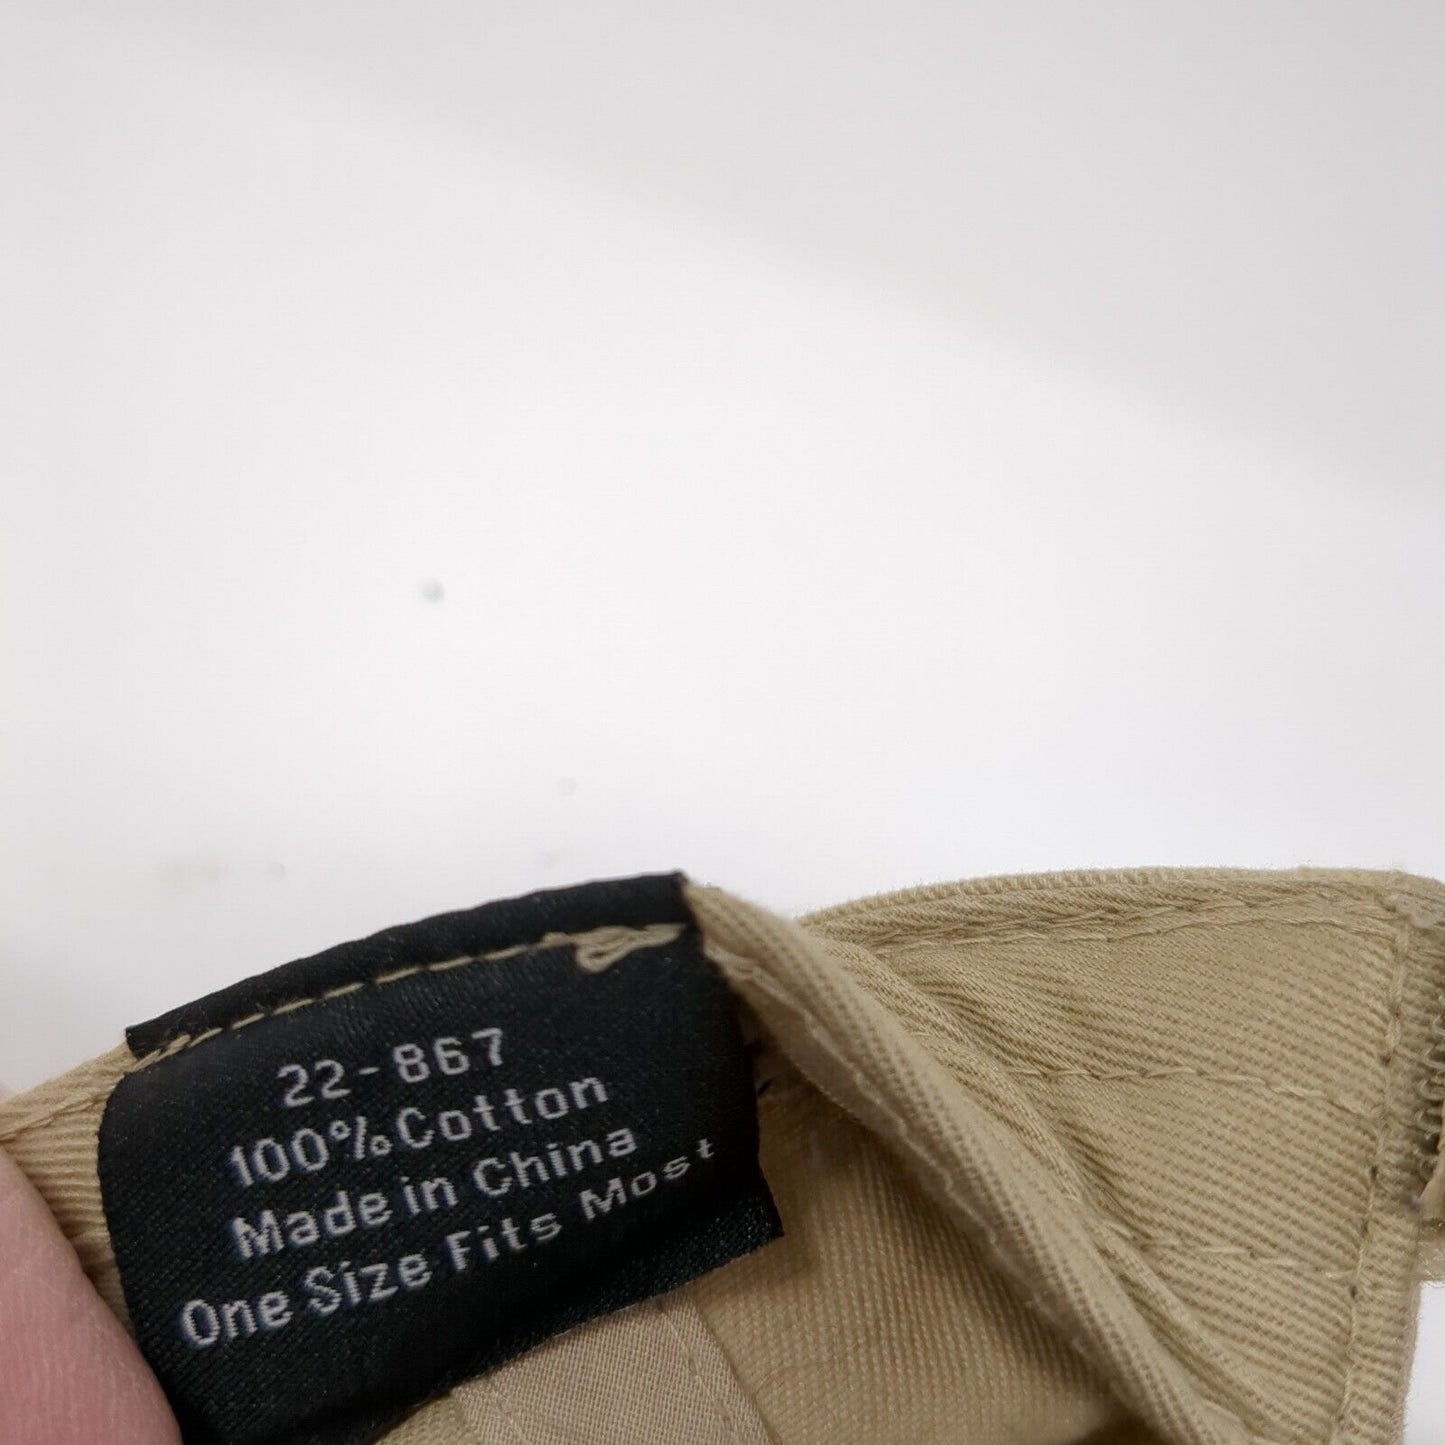 22-867
100% Cotton
Made in China
One Size Fits Most